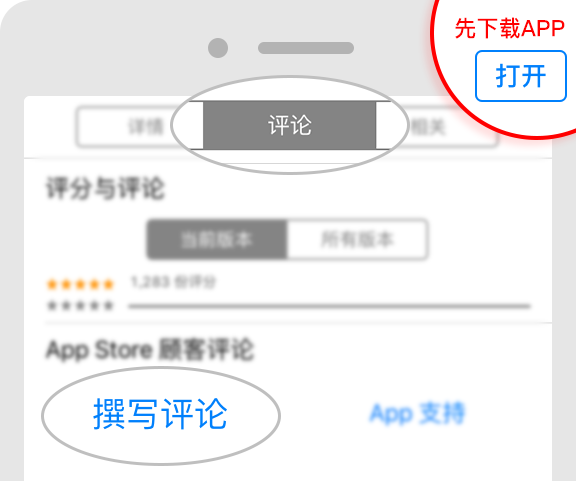 先下载APP
打开
详情
评论
相关
评分与评论
当前版本
所有版本
★★★★★ 1,283 份评分
★★★★★
App Store 顾客评论
撰写评论
App 支持